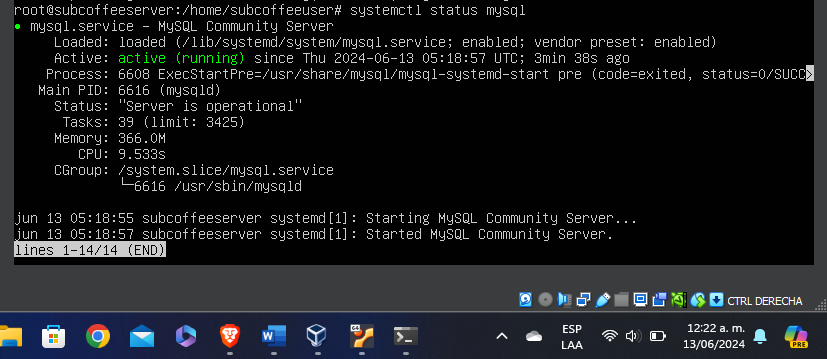 root@subcoffeeserver:/home/subcoffeeuser# systemctl status mysql
● mysql.service - MySQL Community Server
Loaded: loaded (/lib/systemd/system/mysql.service; enabled; vendor preset: enabled)
Active: active (running) since Thu 2024-06-13 05:18:57 UTC; 3min 38s ago
Process: 6608 ExecStartPre=/usr/share/mysql/mysql-systemd-start pre (code=exited, status=0/SUCC>
Main PID: 6616 (mysqld)
Status: "Server is operational"
Tasks: 39 (limit: 3425)
Memory: 366.0M
CPU: 9.533s
CGroup: /system.slice/mysql.service
└─6616 /usr/sbin/mysqld
jun 13 05:18:55 subcoffeeserver systemd[1]: Starting MySQL Community Server...
jun 13 05:18:57 subcoffeeserver systemd[1]: Started MySQL Community Server.
lines 1-14/14 (END)
CTRL DERECHA
ESP
LAA
12:22 a. m.
13/06/2024
PRE